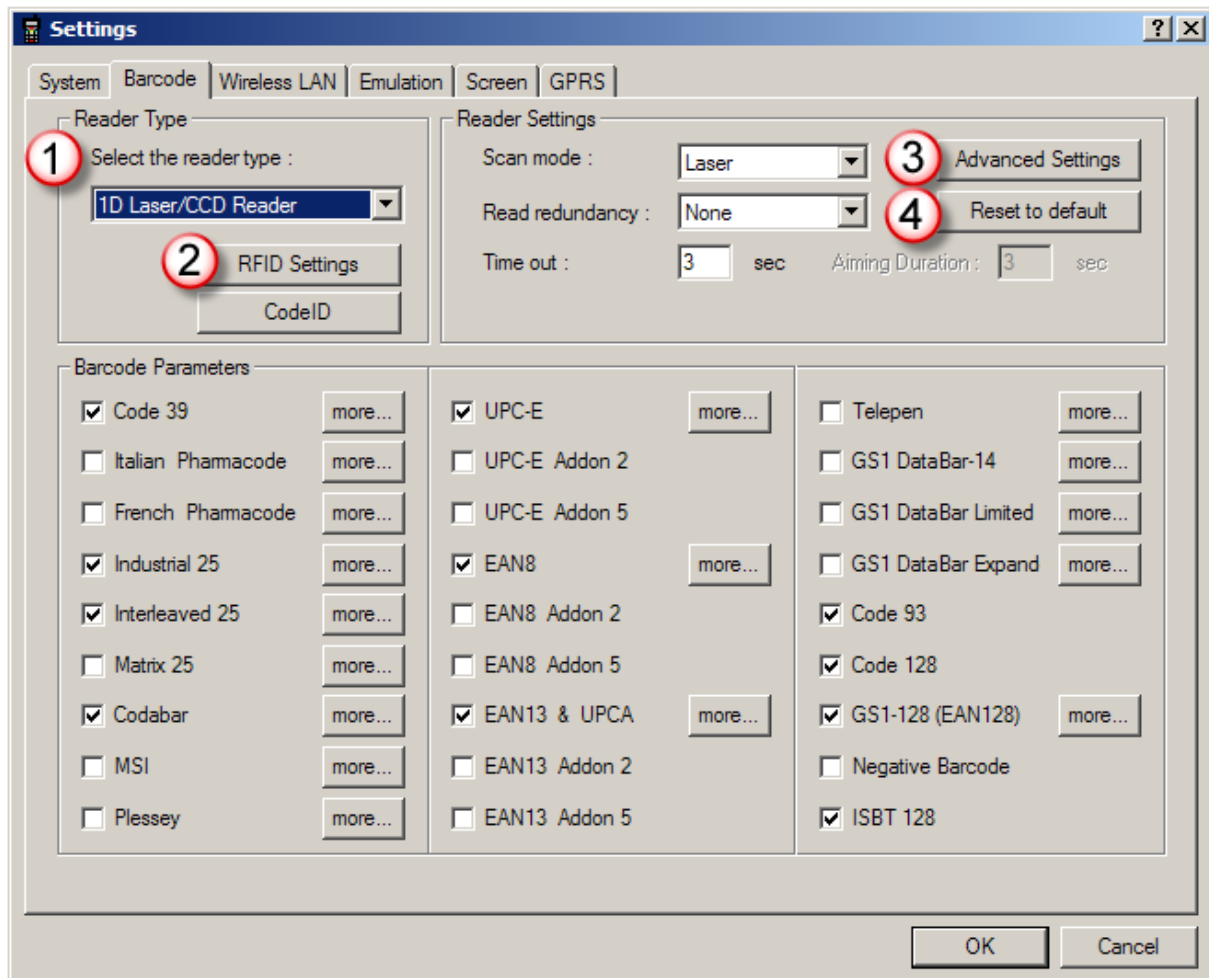 Settings
System Barcode Wireless LAN Emulation Screen GPRS
Reader Type
1 Select the reader type :
1D Laser/CCD Reader
2 RFID Settings
CodeID
Reader Settings
Scan mode : Laser 3 Advanced Settings
Read redundancy : None 4 Reset to default
Time out : 3 sec Aiming Duration : 3 sec
Barcode Parameters
Code 39 more...
Italian Pharmacode more...
French Pharmacode more...
Industrial 25 more...
Interleaved 25 more...
Matrix 25 more...
Codabar more...
MSI more...
Plessey more...
UPC-E more...
UPC-E Addon 2
UPC-E Addon 5
EAN8 more...
EAN8 Addon 2
EAN8 Addon 5
EAN13 & UPCA more...
EAN13 Addon 2
EAN13 Addon 5
Telepen more...
GS1 DataBar-14 more...
GS1 DataBar Limited more...
GS1 DataBar Expand more...
Code 93
Code 128
GS1-128 (EAN128) more...
Negative Barcode
ISBT 128
OK Cancel